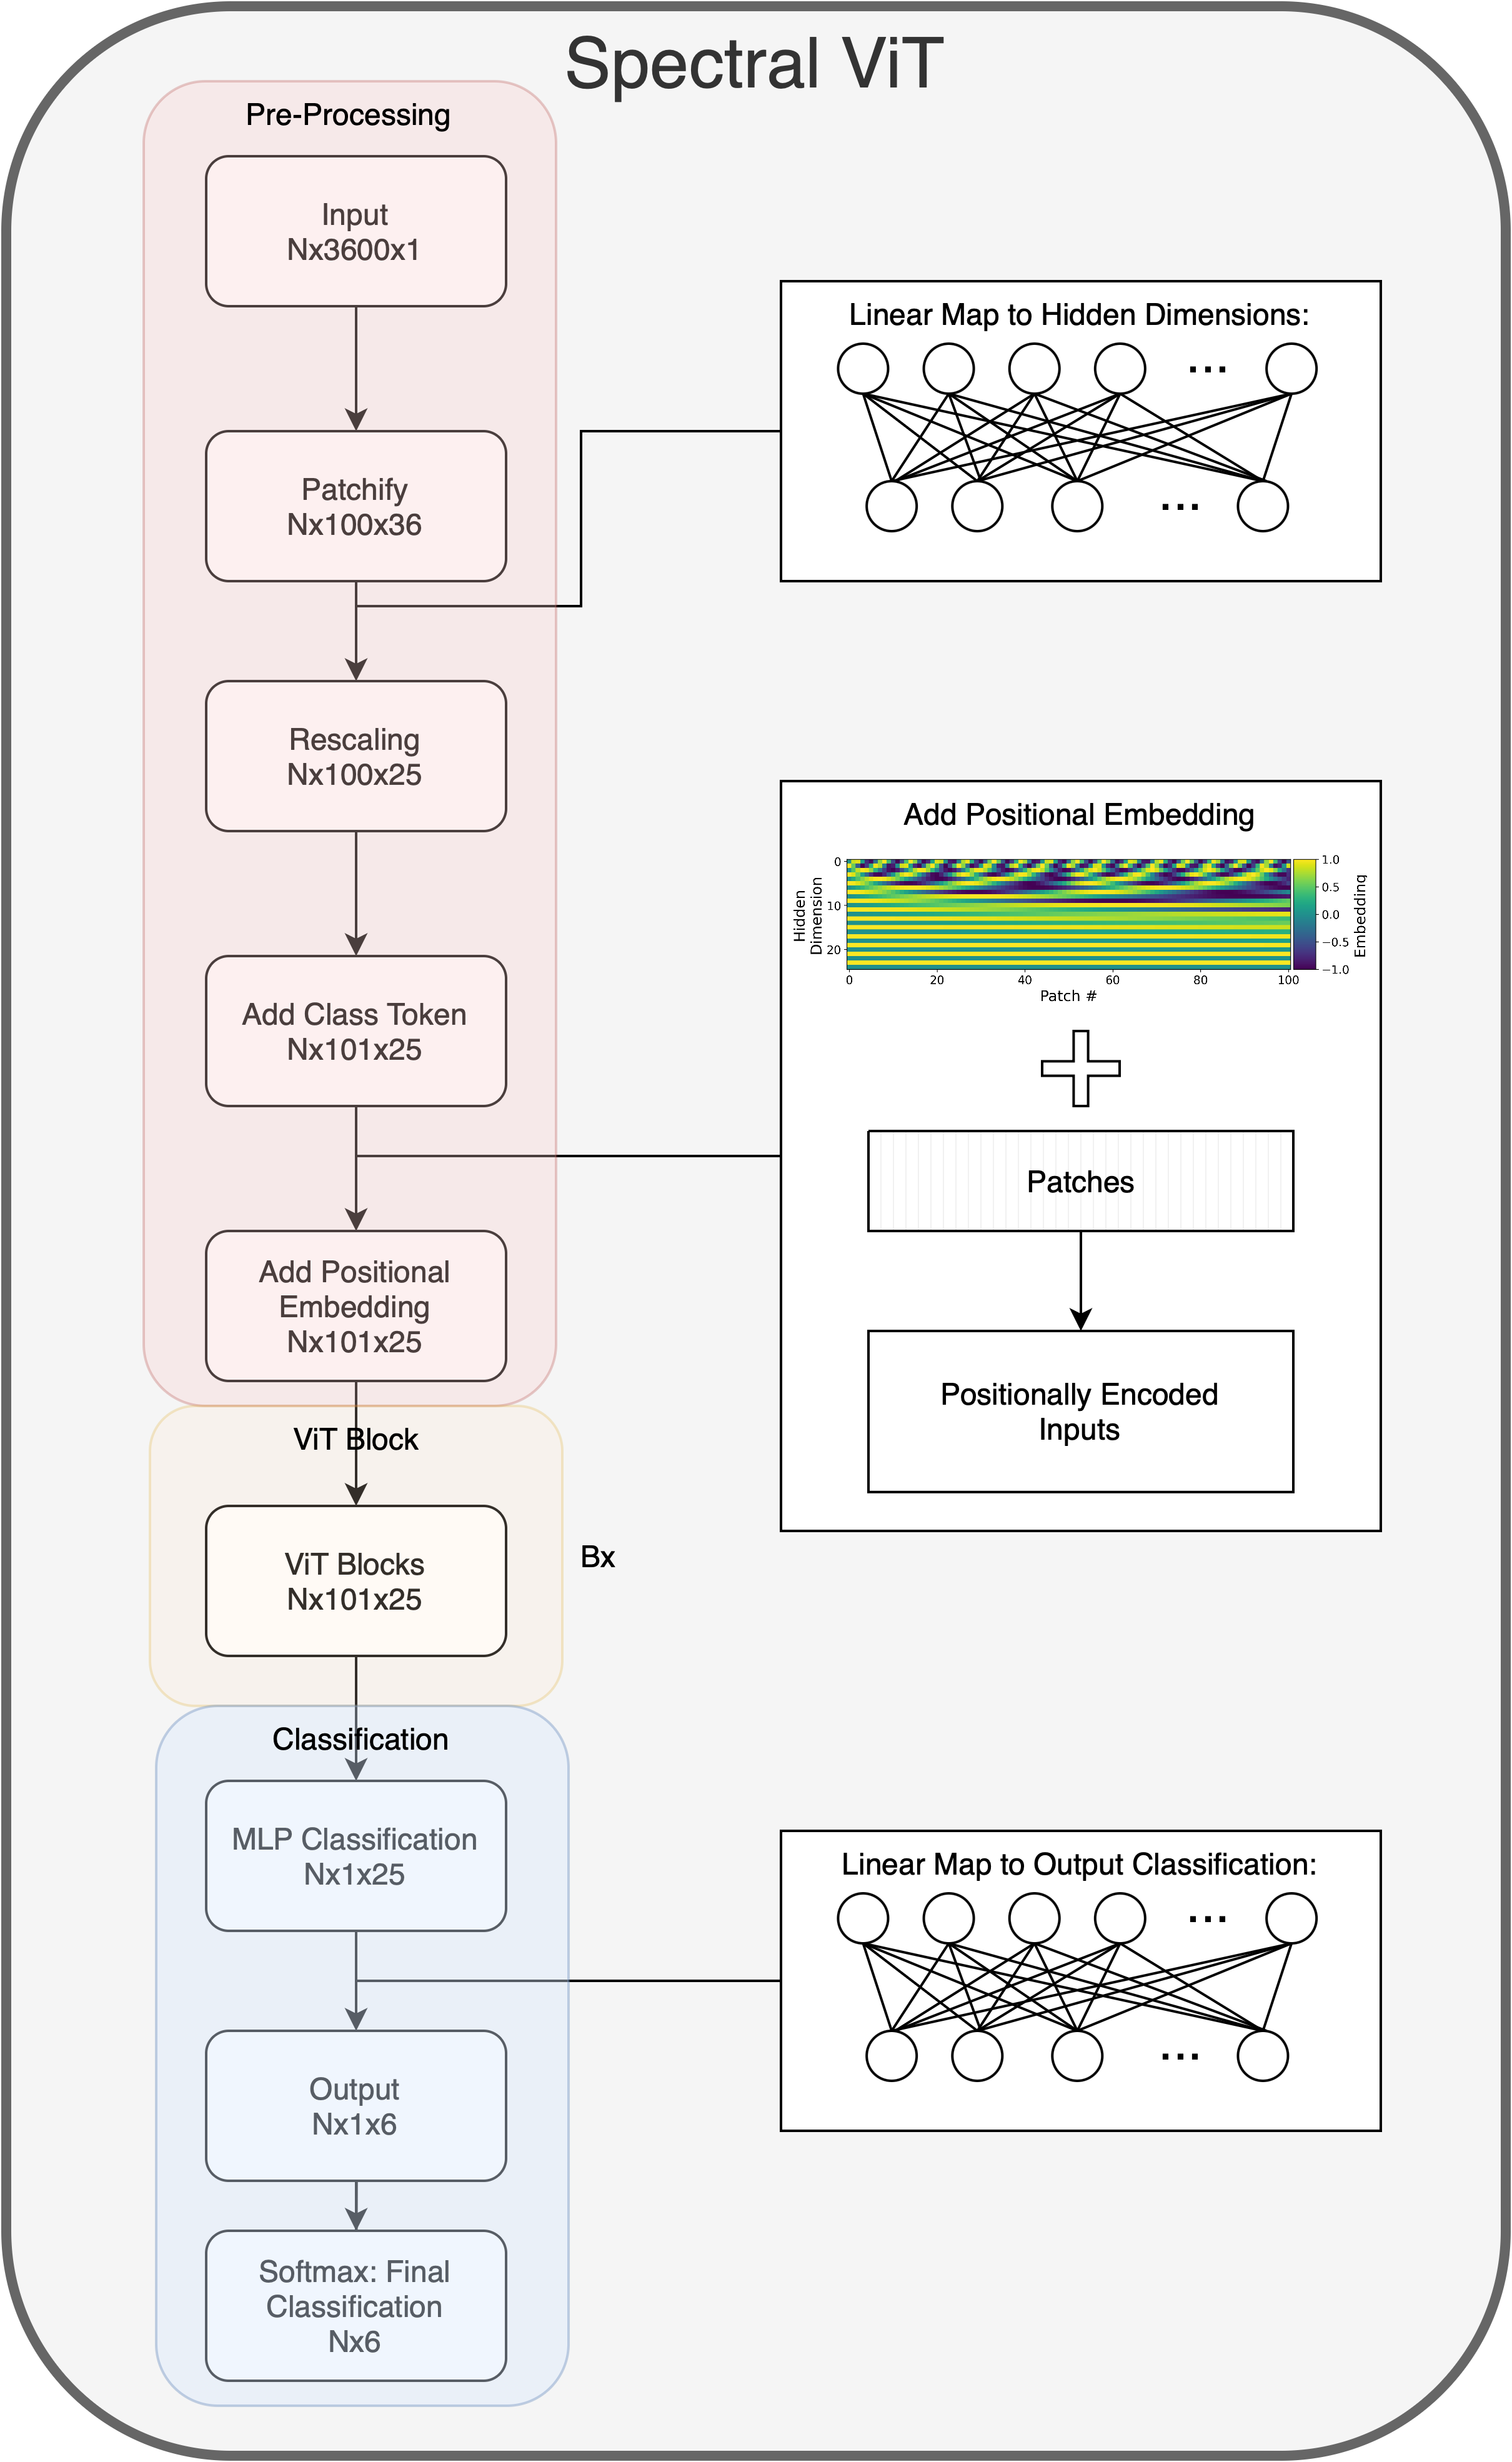 Spectral ViT
Pre-Processing
Input
Nx3600x1
Patchify
Nx100x36
Linear Map to Hidden Dimensions:
...
...
Rescaling
Nx100x25
Add Class Token
Nx101x25
Add Positional
Embedding
Nx101x25
Add Positional Embedding
0
10
20
Hidden
Dimension
0
20
40
60
80
100
Patch #
1.0
0.5
0.0
−0.5
−1.0
Embedding
Patches
Positionally Encoded
Inputs
ViT Block
ViT Blocks
Nx101x25
Bx
Classification
MLP Classification
Nx1x25
Linear Map to Output Classification:
...
...
Output
Nx1x6
Softmax: Final
Classification
Nx6